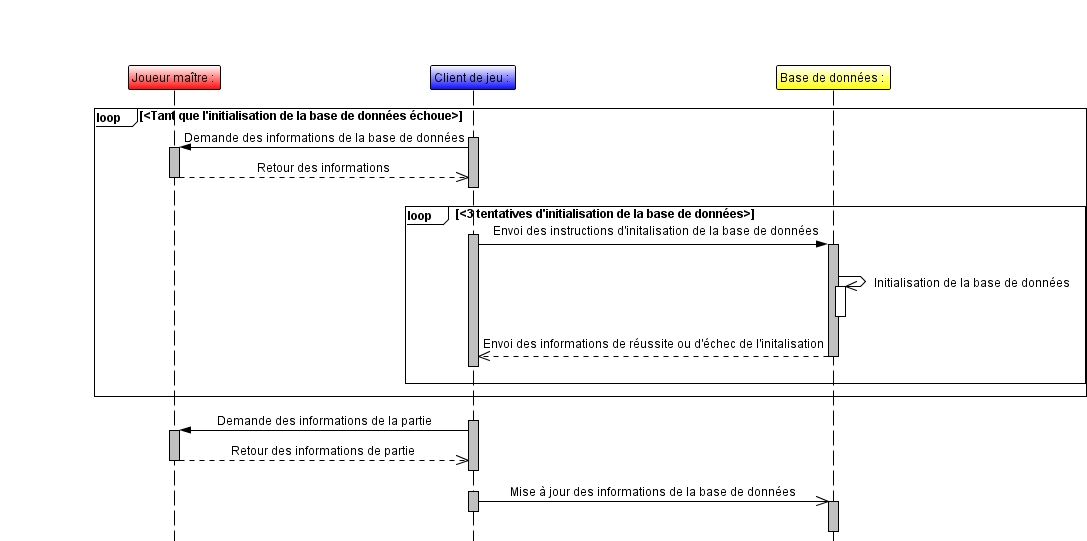 Joueur maître :
Client de jeu :
Base de données :
loop
[<Tant que l'initialisation de la base de données échoue>]
Demande des informations de la base de données
Retour des informations
loop
[<3 tentatives d'initialisation de la base de données>]
Envoi des instructions d'initalisation de la base de données
Initialisation de la base de données
Envoi des informations de réussite ou d'échec de l'initalisation
Demande des informations de la partie
Retour des informations de partie
Mise à jour des informations de la base de données